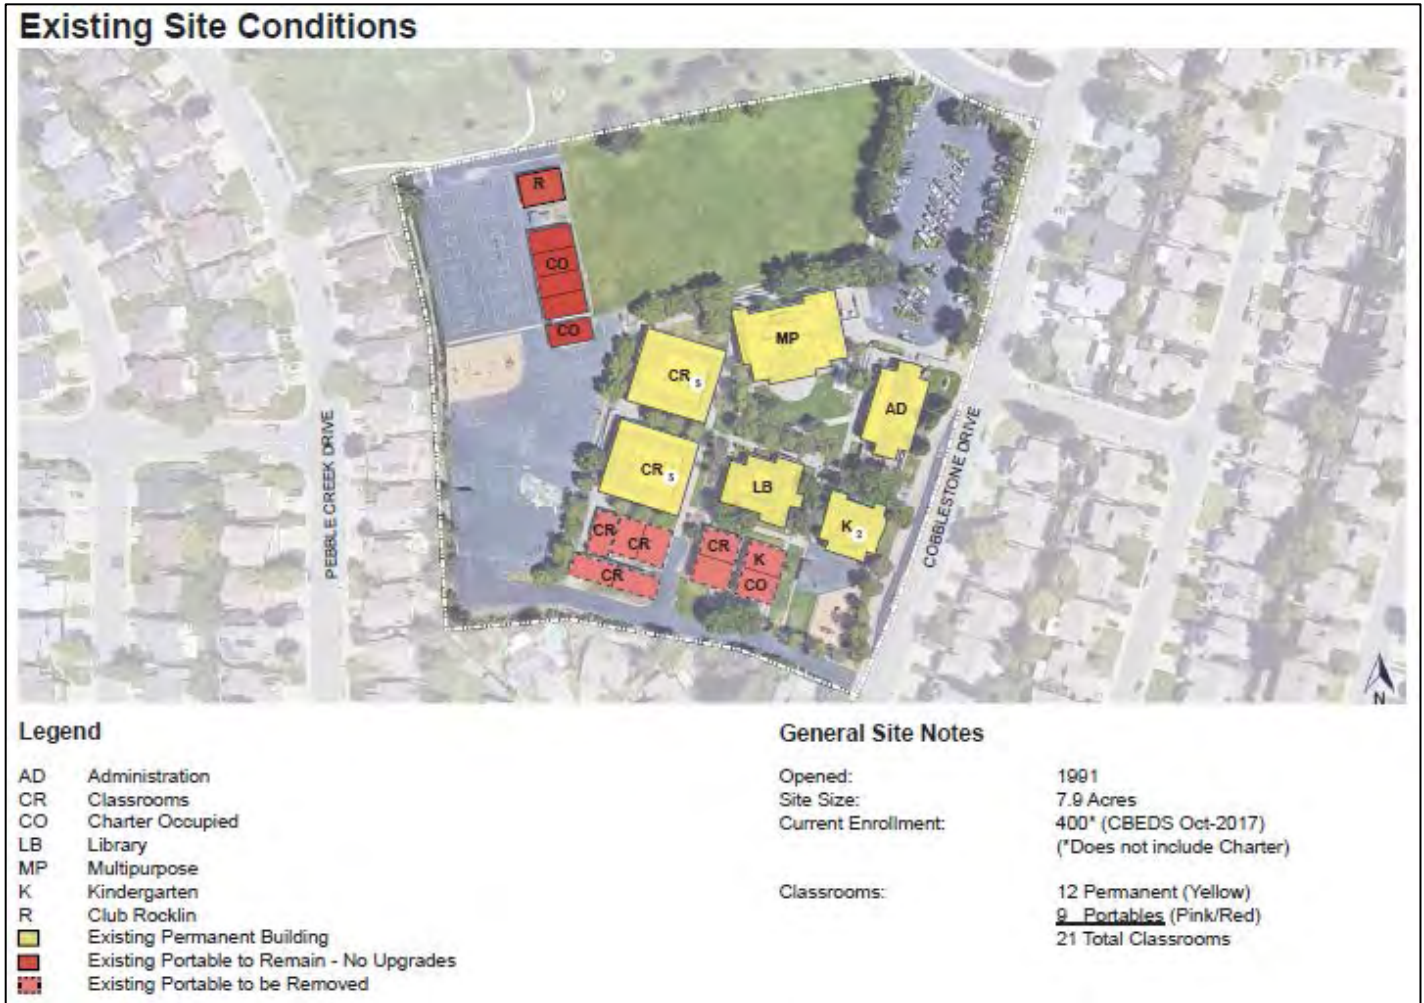 Existing Site Conditions
R
CO
CO
MP
CR 5
AD
CR 5
LB
K 2
CR
CR
CR
CR
K
CO
PEBBLE CREEK DRIVE
COBBLESTONE DRIVE
N
Legend
AD Administration
CR Classrooms
CO Charter Occupied
LB Library
MP Multipurpose
K Kindergarten
R Club Rocklin
Existing Permanent Building
Existing Portable to Remain - No Upgrades
Existing Portable to be Removed
General Site Notes
Opened: 1991
Site Size: 7.9 Acres
Current Enrollment: 400* (CBEDS Oct-2017)
(*Does not include Charter)
Classrooms: 12 Permanent (Yellow)
9 Portables (Pink/Red)
21 Total Classrooms